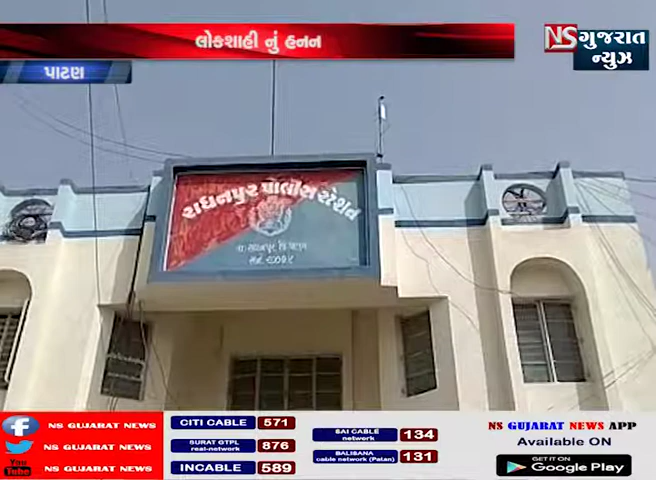 લોકશાહી નું હનન
NS ગુજરાત
ન્યુઝ
પાટણ
રાધનપુર પોલીસ સ્ટેશન
તા.રાધનપુર જિ.પાટણ
NS GUJARAT NEWS
NS GUJARAT NEWS
You Tube NS GUJARAT NEWS
CITI CABLE 571
SURAT GTPL
real-network 876
INCABLE 589
SAI CABLE
network 134
BALISANA
cable network (Patan) 131
NS GUJARAT NEWS APP
Available ON
GET IT ON
Google Play